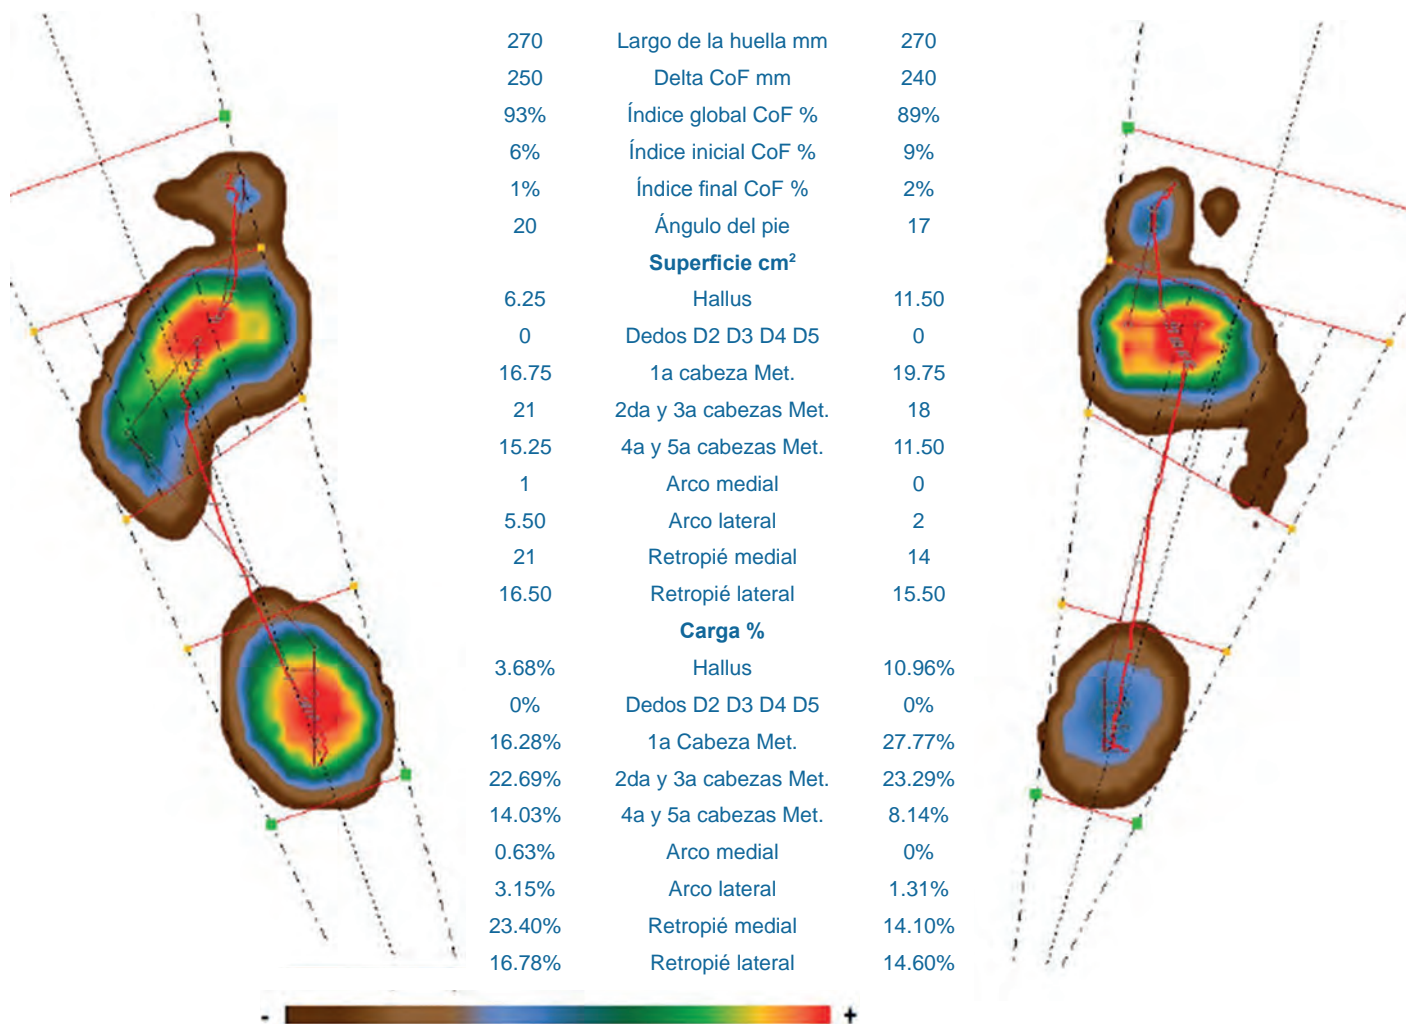 270 Largo de la huella mm 270
250 Delta CoF mm 240
93% Índice global CoF % 89%
6% Índice inicial CoF % 9%
1% Índice final CoF % 2%
20 Ángulo del pie 17
Superficie cm²
6.25 Hallus 11.50
0 Dedos D2 D3 D4 D5 0
16.75 1a cabeza Met. 19.75
21 2da y 3a cabezas Met. 18
15.25 4a y 5a cabezas Met. 11.50
1 Arco medial 0
5.50 Arco lateral 2
21 Retropié medial 14
16.50 Retropié lateral 15.50
Carga %
3.68% Hallus 10.96%
0% Dedos D2 D3 D4 D5 0%
16.28% 1a Cabeza Met. 27.77%
22.69% 2da y 3a cabezas Met. 23.29%
14.03% 4a y 5a cabezas Met. 8.14%
0.63% Arco medial 0%
3.15% Arco lateral 1.31%
23.40% Retropié medial 14.10%
16.78% Retropié lateral 14.60%
- +